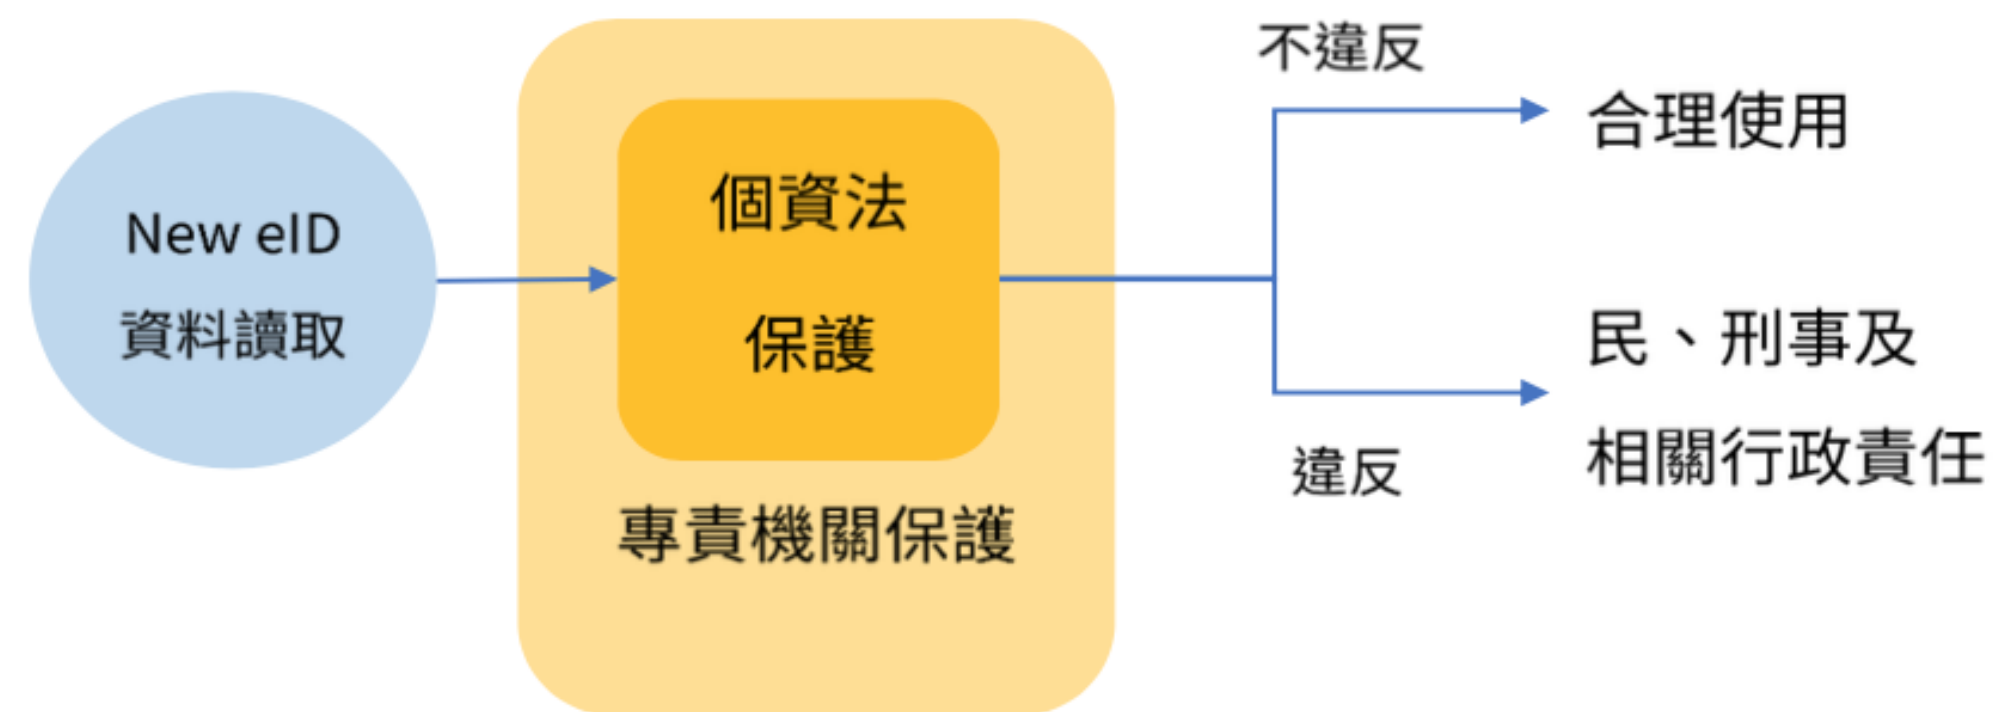 New eID
資料讀取
個資法
保護
專責機關保護
不違反
合理使用
違反
民、刑事及
相關行政責任